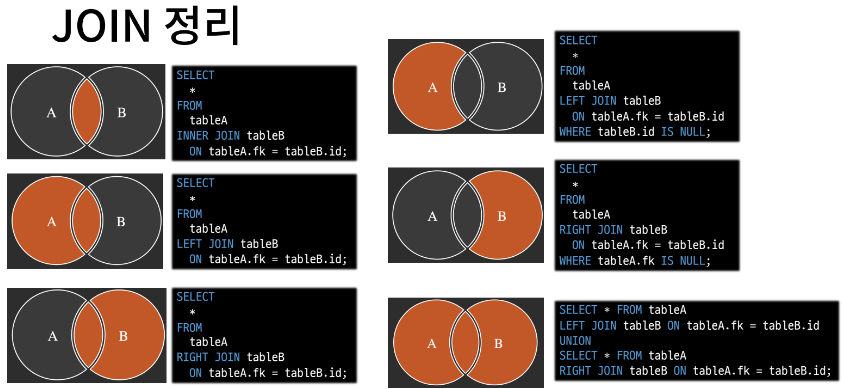 JOIN 정리
A
B
SELECT
*
FROM
tableA
INNER JOIN tableB
ON tableA.fk = tableB.id;
A
B
SELECT
*
FROM
tableA
LEFT JOIN tableB
ON tableA.fk = tableB.id;
A
B
SELECT
*
FROM
tableA
RIGHT JOIN tableB
ON tableA.fk = tableB.id;
A
B
SELECT
*
FROM
tableA
LEFT JOIN tableB
ON tableA.fk = tableB.id
WHERE tableB.id IS NULL;
A
B
SELECT
*
FROM
tableA
RIGHT JOIN tableB
ON tableA.fk = tableB.id
WHERE tableA.fk IS NULL;
A
B
SELECT * FROM tableA
LEFT JOIN tableB ON tableA.fk = tableB.id
UNION
SELECT * FROM tableA
RIGHT JOIN tableB ON tableA.fk = tableB.id;